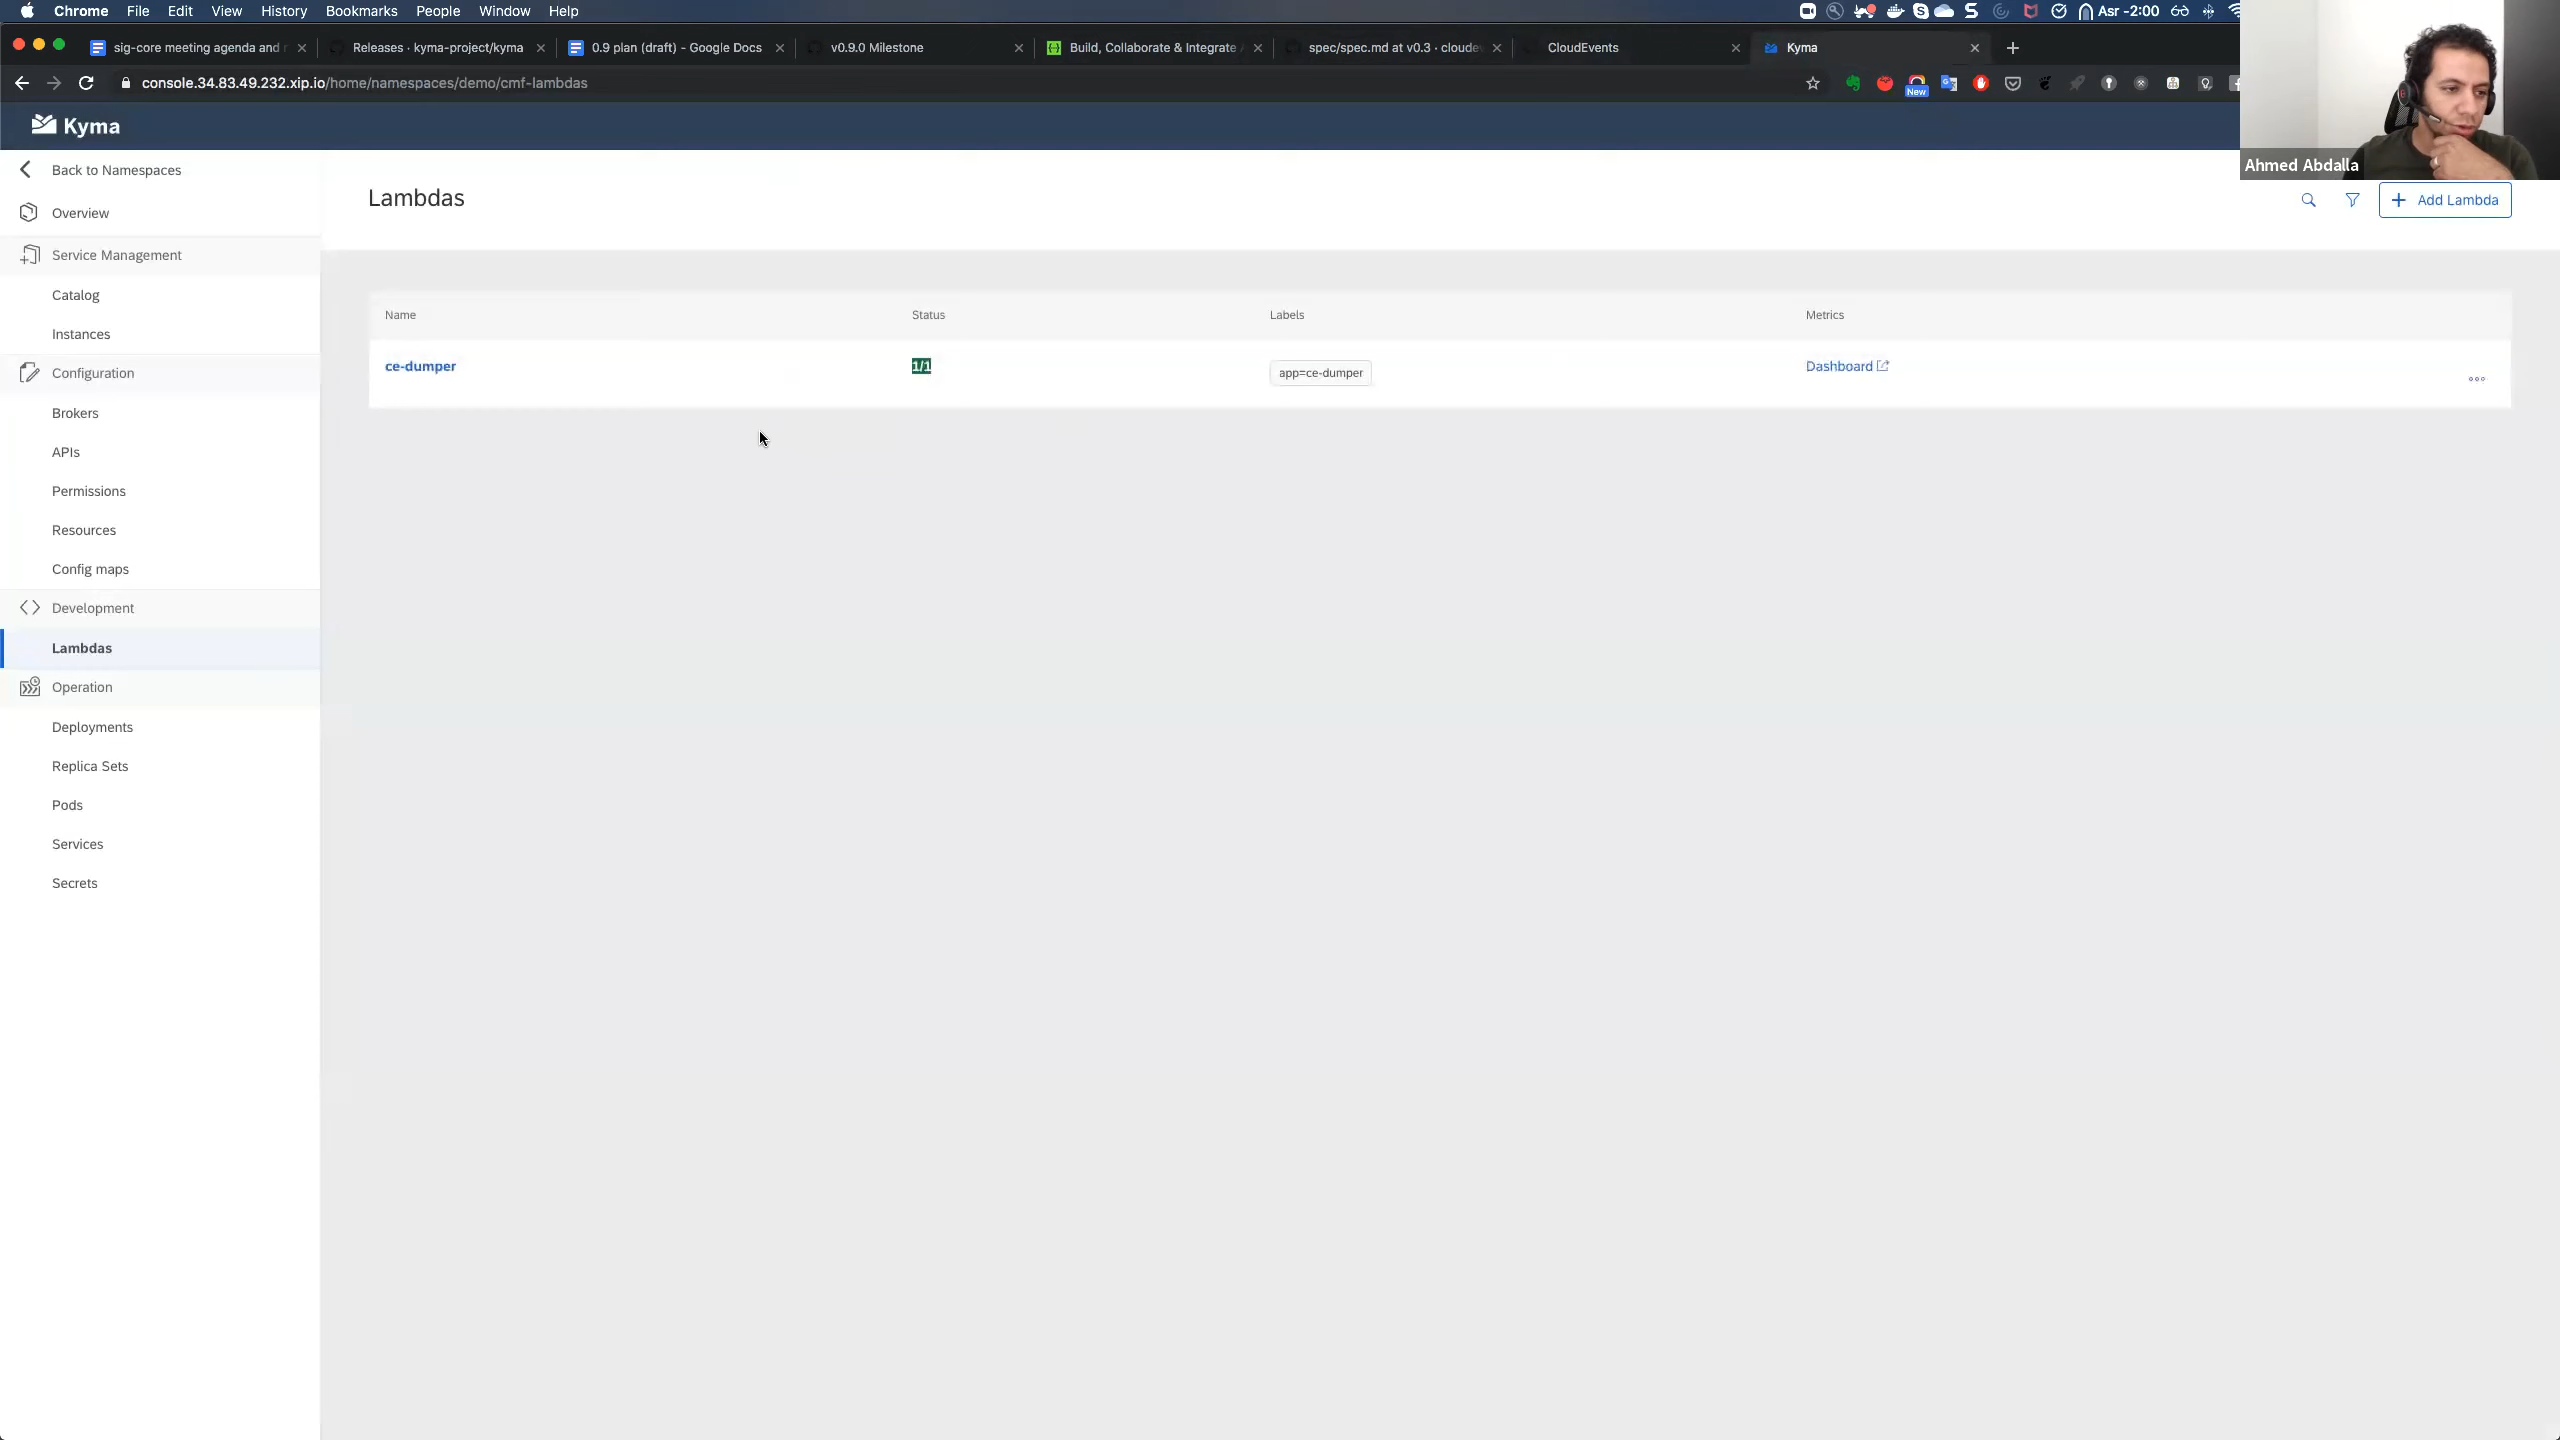 Chrome File Edit View History Bookmarks People Window Help
Asr -2:00
sig-core meeting agenda and
Releases · kyma-project/kyma
0.9 plan (draft) - Google Docs
v0.9.0 Milestone
Build, Collaborate & Integrate
spec/spec.md at v0.3 · cloude
CloudEvents
Kyma
console.34.83.49.232.xip.io/home/namespaces/demo/cmf-lambdas
New
Kyma
Ahmed Abdalla
Back to Namespaces
Overview
Service Management
Catalog
Instances
Configuration
Brokers
APIs
Permissions
Resources
Config maps
Development
Lambdas
Operation
Deployments
Replica Sets
Pods
Services
Secrets
Lambdas
+ Add Lambda
Name Status Labels Metrics
ce-dumper 1/1 app=ce-dumper Dashboard